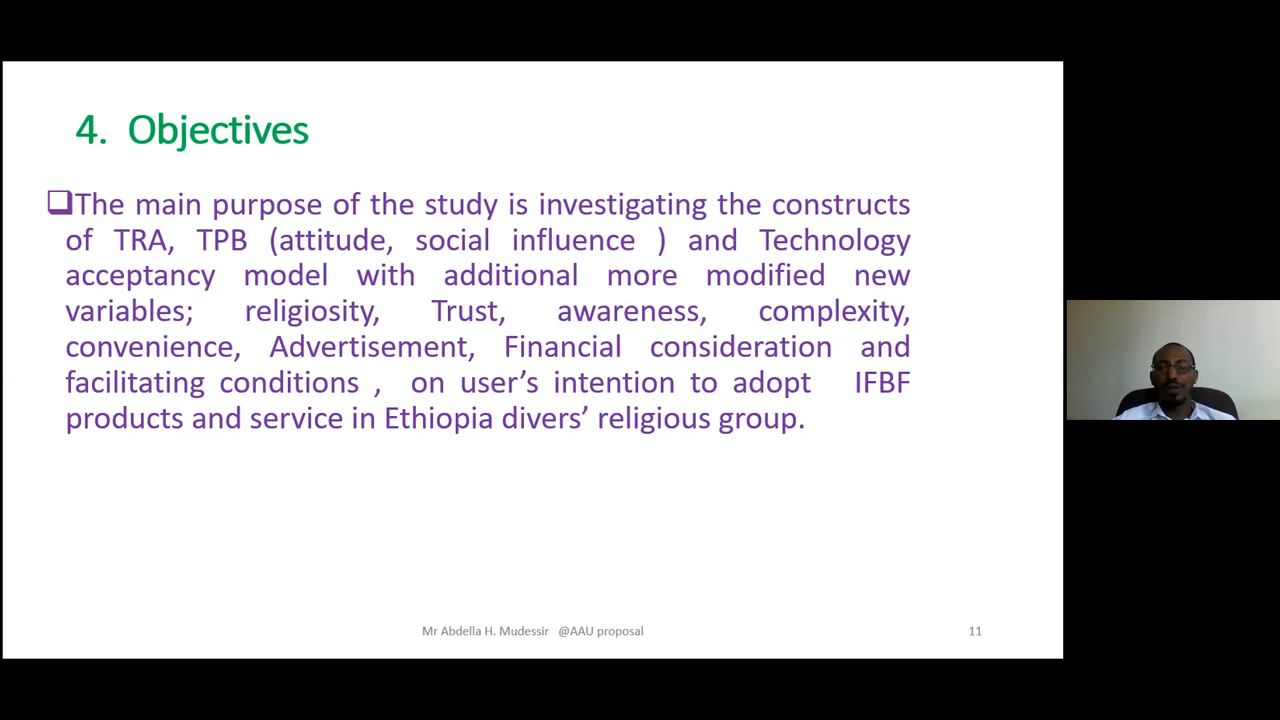 4. Objectives
❑The main purpose of the study is investigating the constructs
of TRA, TPB (attitude, social influence ) and Technology
acceptancy model with additional more modified new
variables; religiosity, Trust, awareness, complexity,
convenience, Advertisement, Financial consideration and
facilitating conditions , on user's intention to adopt IFBF
products and service in Ethiopia divers' religious group.
Mr Abdella H. Mudessir @AAU proposal
11